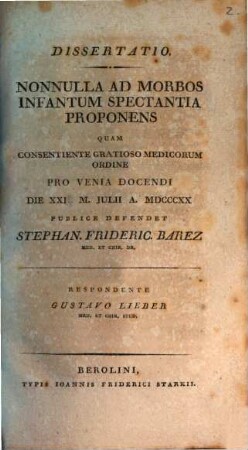 2
DISSERTATIO.
NONNULLA AD MORBOS
INFANTUM SPECTANTIA
PROPONENS
QUAM
CONSENTIENTE GRATIOSO MEDICORUM
ORDINE
PRO VENIA DOCENDI
DIE XXI M. JULII A. MDCCCXX
PUBLICE DEFENDET
STEPHAN. FRIDERIC. BAREZ
MED. ET CHIR. DR.
RESPONDENTE
GUSTAVO LIEBER
MED. ET CHIR. STUD.
BEROLINI,
TYPIS IOANNIS FRIDERICI STARKII.